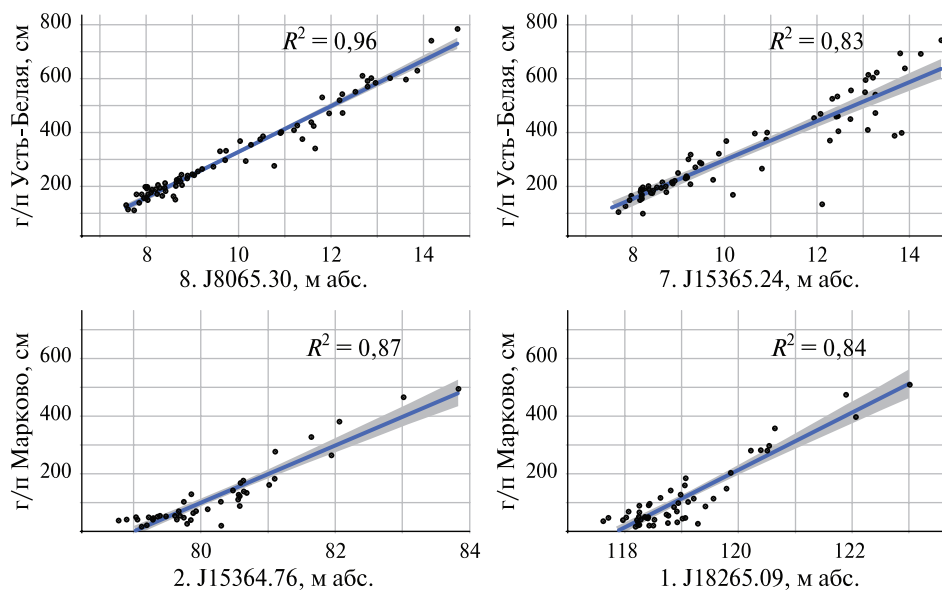 г/п Усть-Белая, см
800
600
400
200
R² = 0,96
8
10
12
14
8. J8065.30, м абс.
г/п Усть-Белая, см
800
600
400
200
R² = 0,83
8
10
12
14
7. J15365.24, м абс.
г/п Марково, см
600
400
200
R² = 0,87
80
82
84
2. J15364.76, м абс.
г/п Марково, см
600
400
200
R² = 0,84
118
120
122
1. J18265.09, м абс.